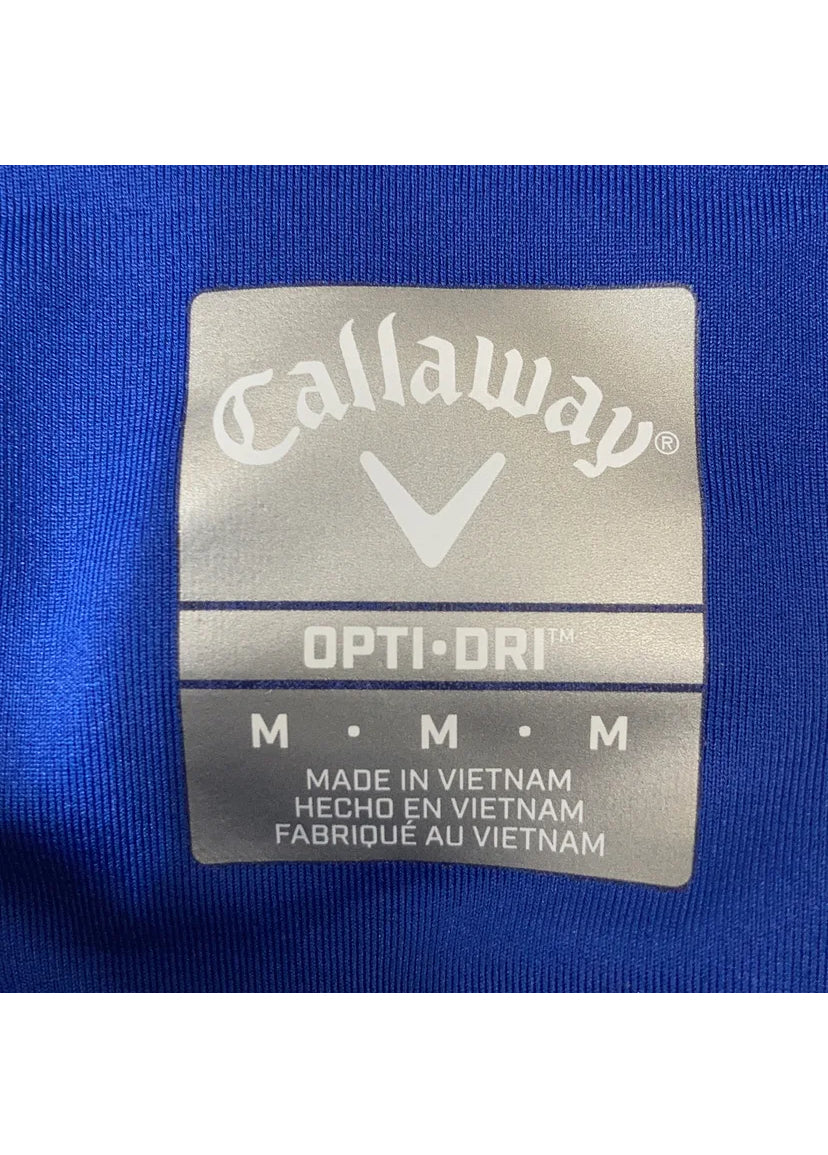 Callaway®
OPTI•DRI™
M • M • M
MADE IN VIETNAM
HECHO EN VIETNAM
FABRIQUÉ AU VIETNAM